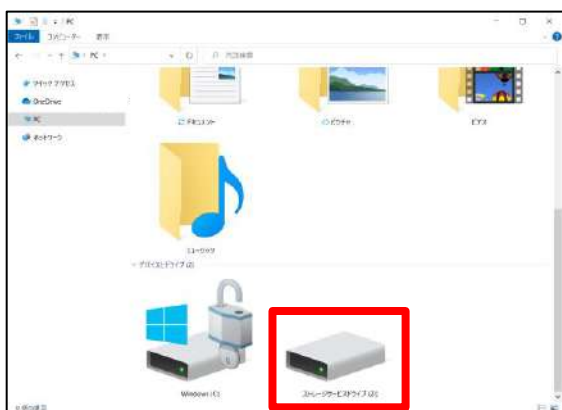 PC
ファイル コンピューター 表示
PC
PCの検索
クイック アクセス
OneDrive
PC
ネットワーク
ドキュメント
ピクチャ
ビデオ
ミュージック
デバイスとドライブ (2)
Windows (C:)
ストレージサービスドライブ (Z:)